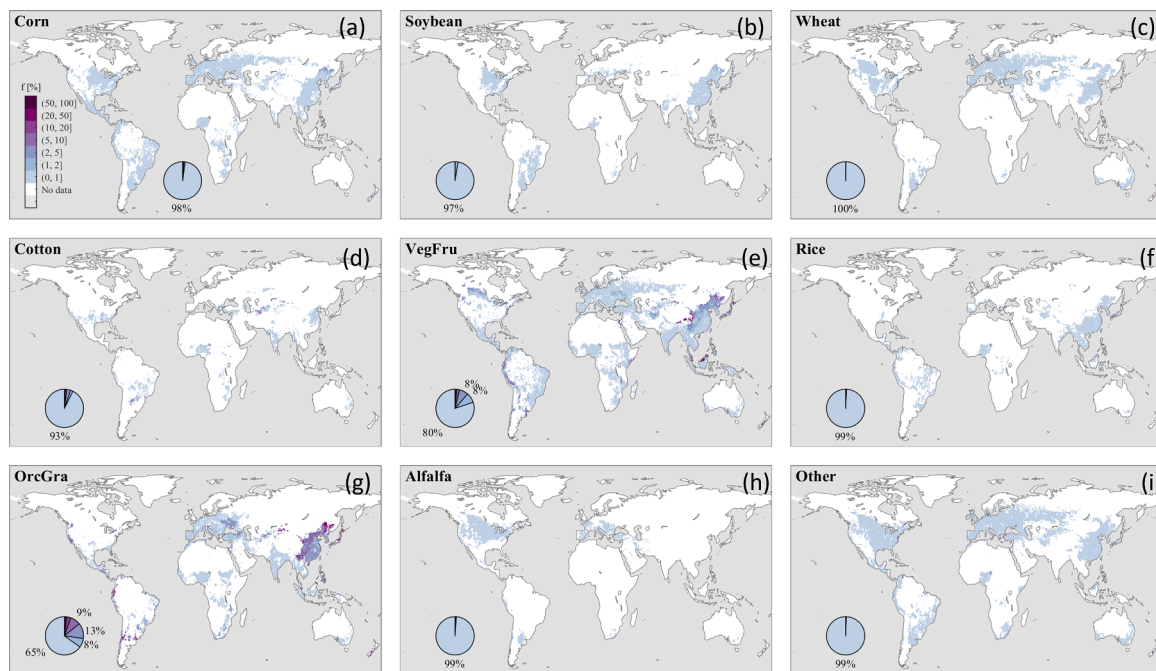 Corn
(a)
f [%]
(50, 100]
(20, 50]
(10, 20]
(5, 10]
(2, 5]
(1, 2]
(0, 1]
No data
98%
Soybean
(b)
97%
Wheat
(c)
100%
Cotton
(d)
93%
VegFru
(e)
8%
8%
80%
Rice
(f)
99%
OrcGra
(g)
9%
13%
8%
65%
Alfalfa
(h)
99%
Other
(i)
99%